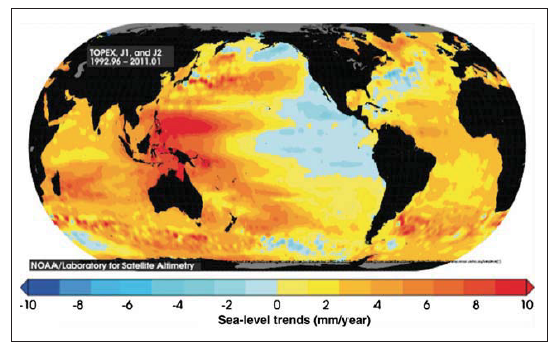 TOPEX, J1, and J2
1992.96 – 2011.01
NOAA/Laboratory for Satellite Altimetry
-10 -8 -6 -4 -2 0 2 4 6 8 10
Sea-level trends (mm/year)